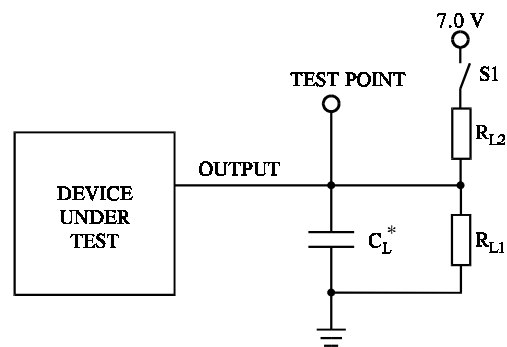 7.0 V
S1
TEST POINT
R_L2
OUTPUT
DEVICE
UNDER
TEST
C_L*
R_L1